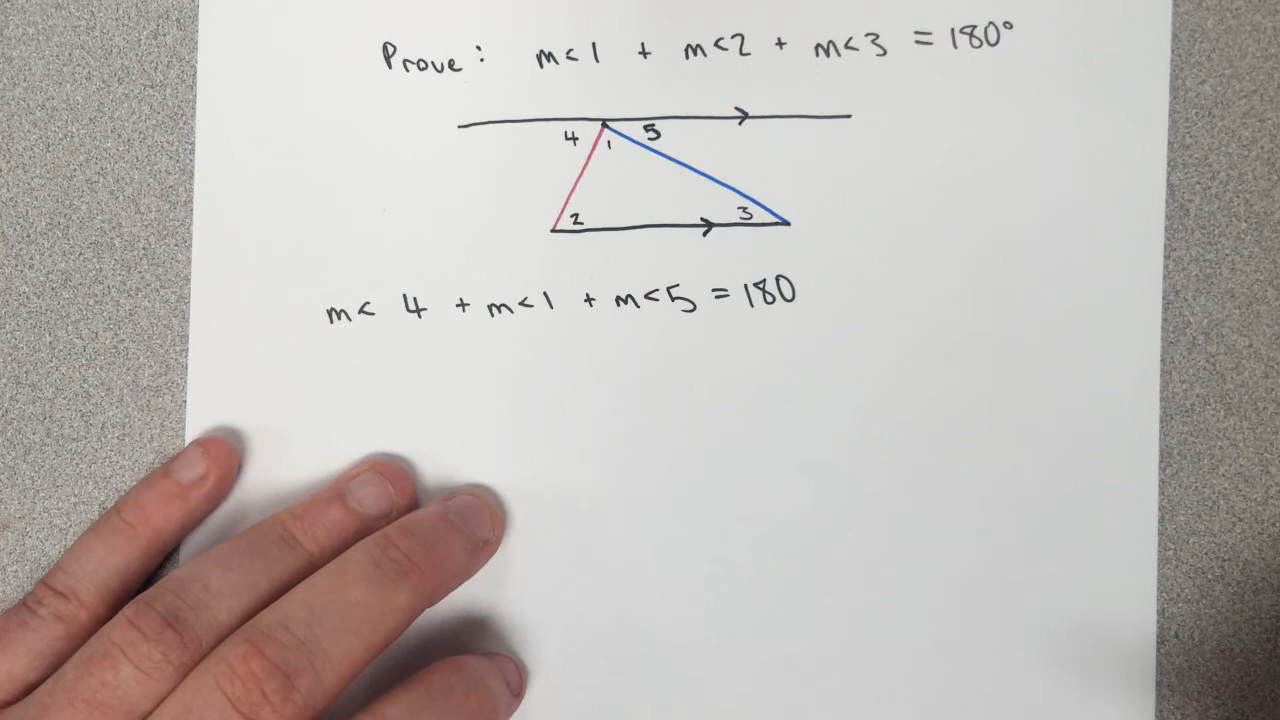 Prove: m<1 + m<2 + m<3 = 180°
4 1 5
2 3
m< 4 + m<1 + m<5 = 180